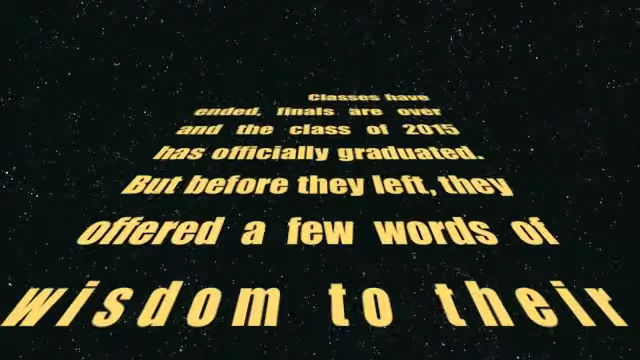 Classes have
ended, finals are over
and the class of 2015
has officially graduated.
But before they left, they
offered a few words of
wisdom to their